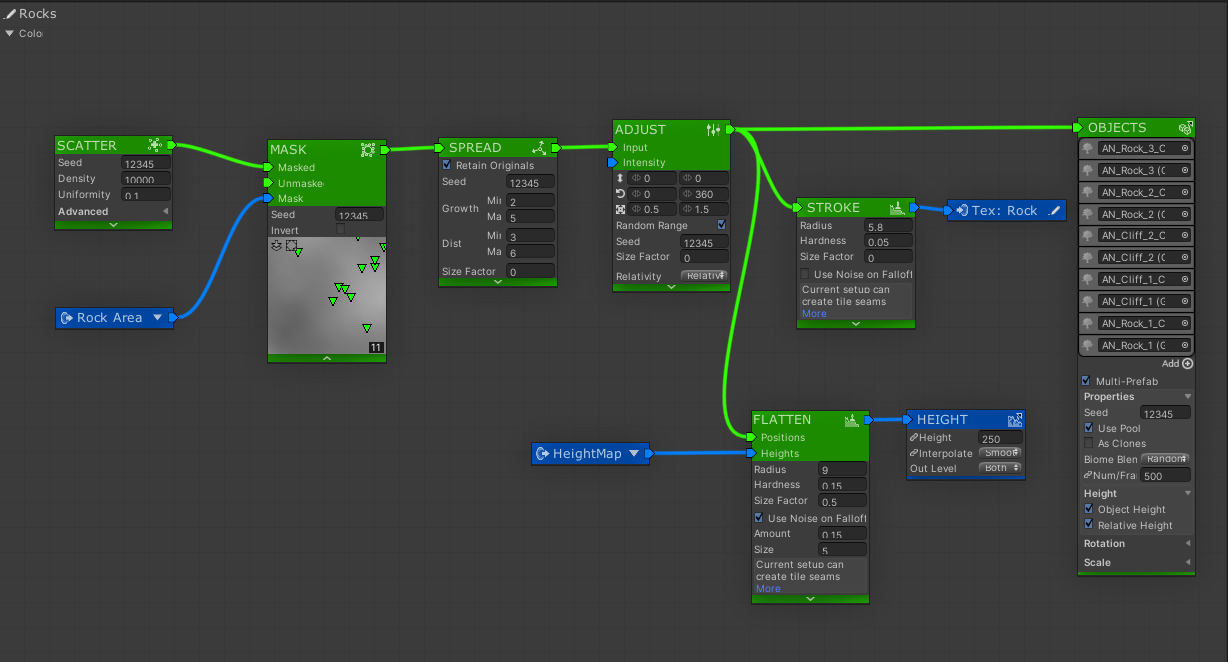 Rocks
Colo
SCATTER
Seed 12345
Density 10000
Uniformity 0.1
Advanced
Rock Area
MASK
Masked
Unmaske
Mask
Seed 12345
Invert
11
SPREAD
Retain Originals
Seed 12345
Growth Mi 2
Ma 5
Dist Mi 3
Ma 6
Size Factor 0
ADJUST
Input
Intensity
0 0
0 360
0.5 1.5
Random Range
Seed 12345
Size Factor 0
Relativity Relativ
STROKE
Radius 5.8
Hardness 0.05
Size Factor 0
Use Noise on Falloff
Current setup can
create tile seams
More
Tex: Rock
HeightMap
FLATTEN
Positions
Heights
Radius 9
Hardness 0.15
Size Factor 0.5
Use Noise on Falloff
Amount 0.15
Size 5
Current setup can
create tile seams
More
HEIGHT
Height 250
Interpolate Smoot
Out Level Both
OBJECTS
AN_Rock_3_C
AN_Rock_3 (
AN_Rock_2_C
AN_Rock_2 (C
AN_Cliff_2_C
AN_Cliff_2 (C
AN_Cliff_1_C
AN_Cliff_1 (G
AN_Rock_1_C
AN_Rock_1 (G
Add
Multi-Prefab
Properties
Seed 12345
Use Pool
As Clones
Biome Blen Random
Num/Fra 500
Height
Object Height
Relative Height
Rotation
Scale